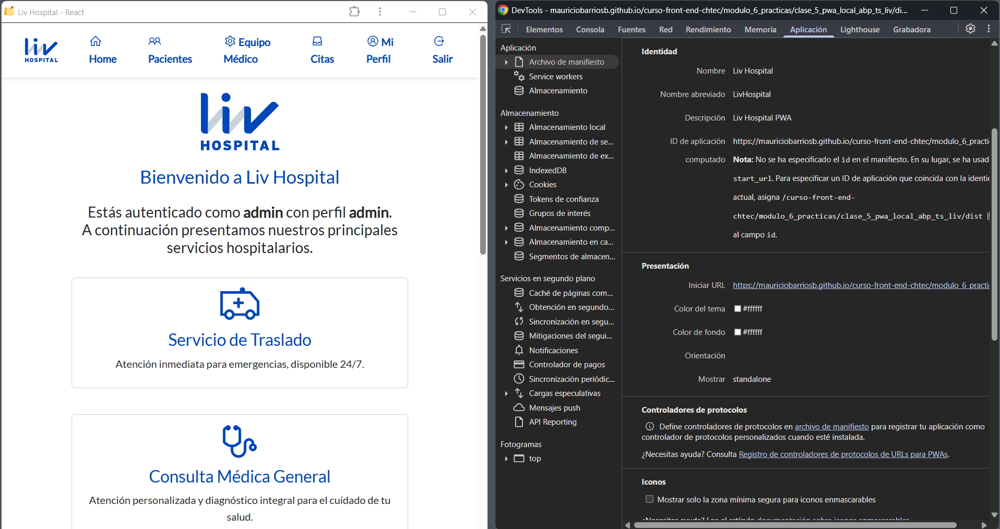 Liv Hospital - React
liv
HOSPITAL
Home
Pacientes
Equipo
Médico
Citas
Mi
Perfil
Salir
liv
HOSPITAL
Bienvenido a Liv Hospital
Estás autenticado como admin con perfil admin.
A continuación presentamos nuestros principales
servicios hospitalarios.
Servicio de Traslado
Atención inmediata para emergencias, disponible 24/7.
Consulta Médica General
Atención personalizada y diagnóstico integral para el cuidado de tu
salud.
DevTools - mauriciobarriosb.github.io/curso-front-end-chtec/modulo_6_practicas/clase_5_pwa_local_abp_ts_liv/di...
Elementos
Consola
Fuentes
Red
Rendimiento
Memoria
Aplicación
Lighthouse
Grabadora
Aplicación
Archivo de manifiesto
Service workers
Almacenamiento
Almacenamiento
Almacenamiento local
Almacenamiento de se...
Almacenamiento de ex...
IndexedDB
Cookies
Tokens de confianza
Grupos de interés
Almacenamiento comp...
Almacenamiento en ca...
Segmentos de almacen...
Servicios en segundo plano
Caché de páginas com...
Obtención en segundo...
Sincronización en segu...
Mitigaciones del segui...
Notificaciones
Controlador de pagos
Sincronización periódic...
Cargas especulativas
Mensajes push
API Reporting
Fotogramas
top
Identidad
Nombre Liv Hospital
Nombre abreviado LivHospital
Descripción Liv Hospital PWA
ID de aplicación https://mauriciobarriosb.github.io/curso-front-end-chtec/modulo_6_practi
computado Nota: No se ha especificado el id en el manifiesto. En su lugar, se ha usad
start_url. Para especificar un ID de aplicación que coincida con la identi
actual, asigna /curso-front-end-
chtec/modulo_6_practicas/clase_5_pwa_local_abp_ts_liv/dist
al campo id.
Presentación
Iniciar URL https://mauriciobarriosb.github.io/curso-front-end-chtec/modulo_6_practi
Color del tema #ffffff
Color de fondo #ffffff
Orientación
Mostrar standalone
Controladores de protocolos
Define controladores de protocolos en archivo de manifiesto para registrar tu aplicación como
controlador de protocolos personalizados cuando esté instalada.
¿Necesitas ayuda? Consulta Registro de controladores de protocolos de URLs para PWAs.
Iconos
Mostrar solo la zona mínima segura para iconos enmascarables
¿Necesitas ayuda? Lee el artículo documentación sobre iconos enmascarables